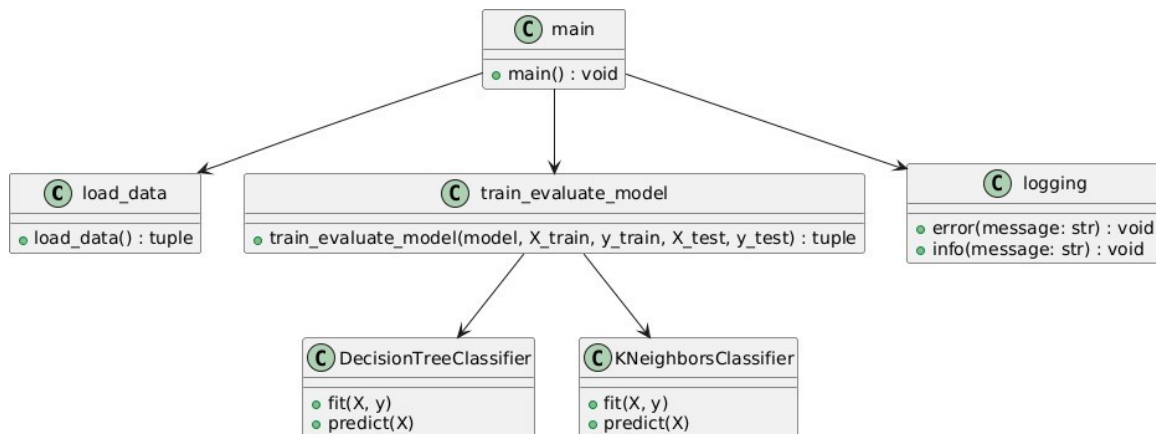 C main
+ main() : void
C load_data
+ load_data() : tuple
C train_evaluate_model
+ train_evaluate_model(model, X_train, y_train, X_test, y_test) : tuple
C logging
+ error(message: str) : void
+ info(message: str) : void
C DecisionTreeClassifier
+ fit(X, y)
+ predict(X)
C KNeighborsClassifier
+ fit(X, y)
+ predict(X)